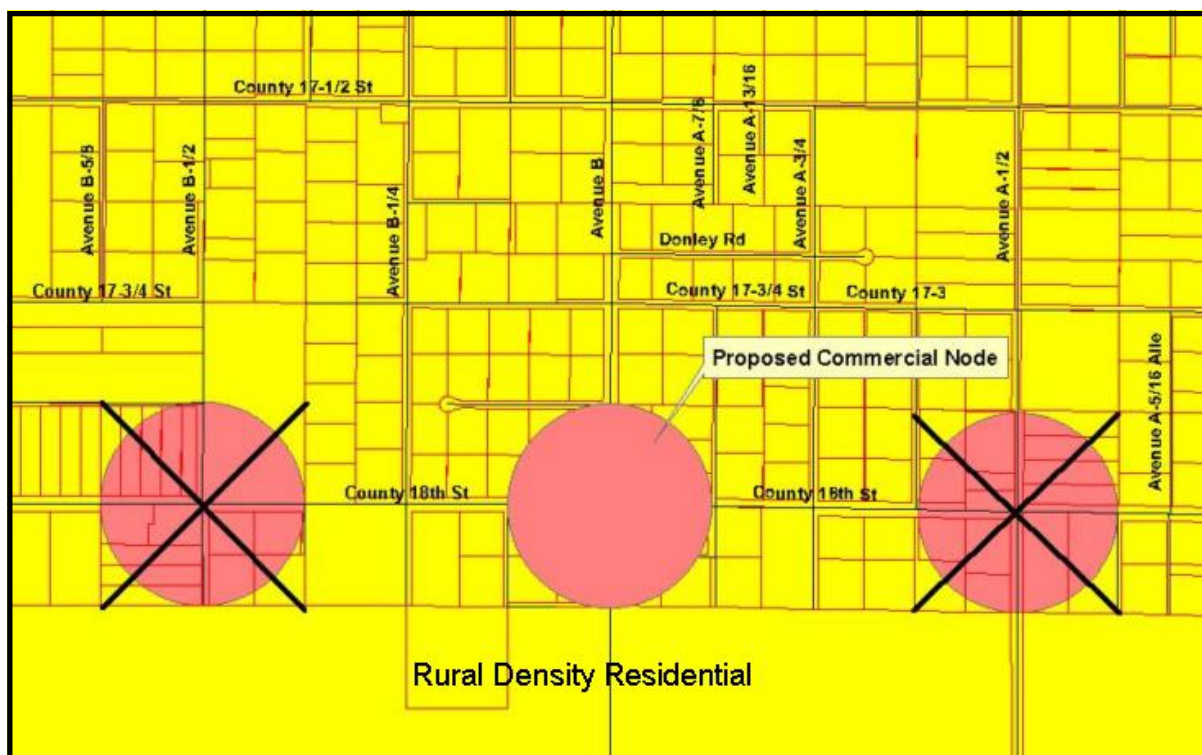 County 17-1/2 St
Avenue B-5/8
Avenue B-1/2
Avenue B-1/4
Avenue B
Avenue A-7/8
Avenue A-13/16
Avenue A-3/4
Avenue A-1/2
Donley Rd
County 17-3/4 St
County 17-3/4 St
County 17-3
Proposed Commercial Node
Avenue A-5/16 Alle
County 18th St
County 18th St
Rural Density Residential